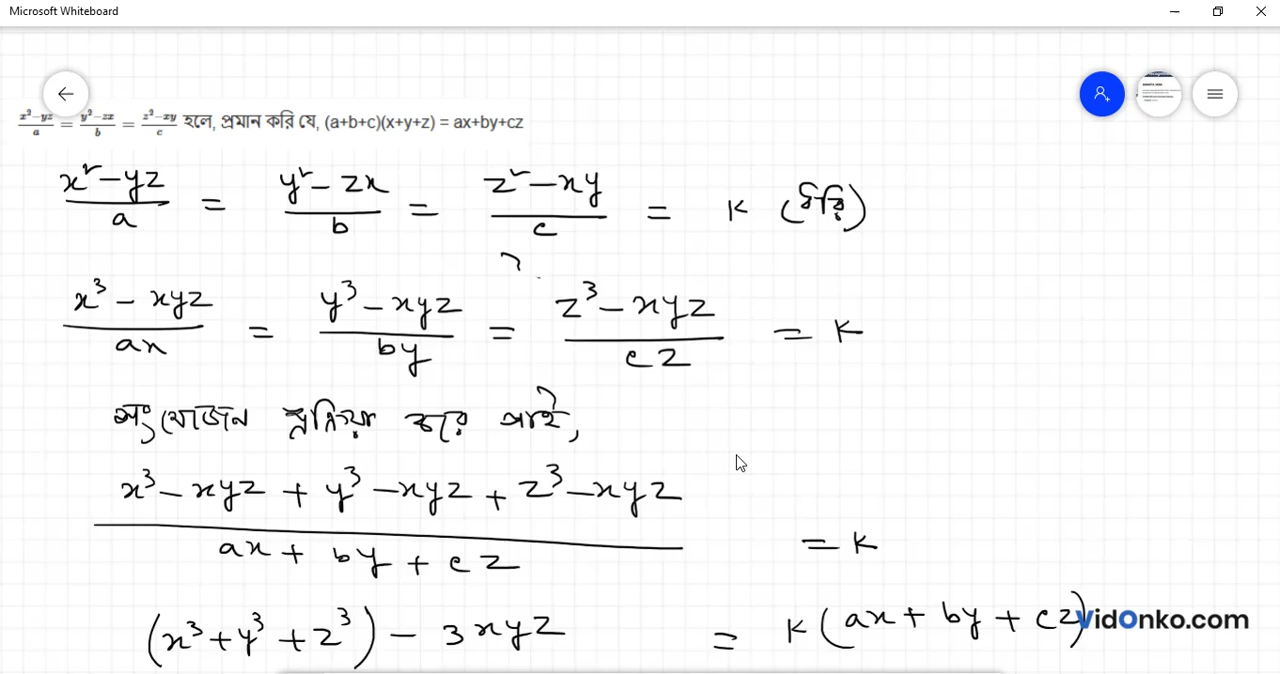 Microsoft Whiteboard
x²-yz/a = y²-zx/b = z²-xy/c হলে, প্রমান করি যে, (a+b+c)(x+y+z) = ax+by+cz
x²-yz/a = y²-zx/b = z²-xy/c = K (ধরি)
x³-xyz/ax = y³-xyz/by = z³-xyz/cz = K
সংযোজন প্রক্রিয়া করে পাই,
x³-xyz+y³-xyz+z³-xyz/ax+by+cz = K
(x³+y³+z³)-3xyz = K(ax+by+cz)
VidOnko.com